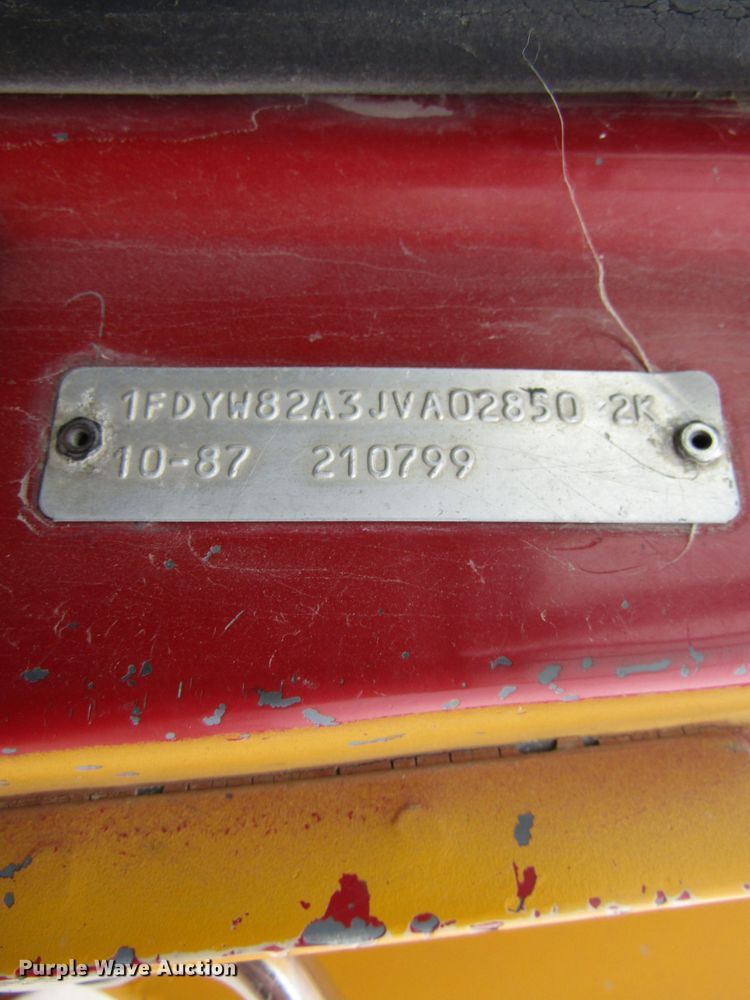 1FDYW82A3JVA02850 2K
10-87 210799
Purple Wave Auction